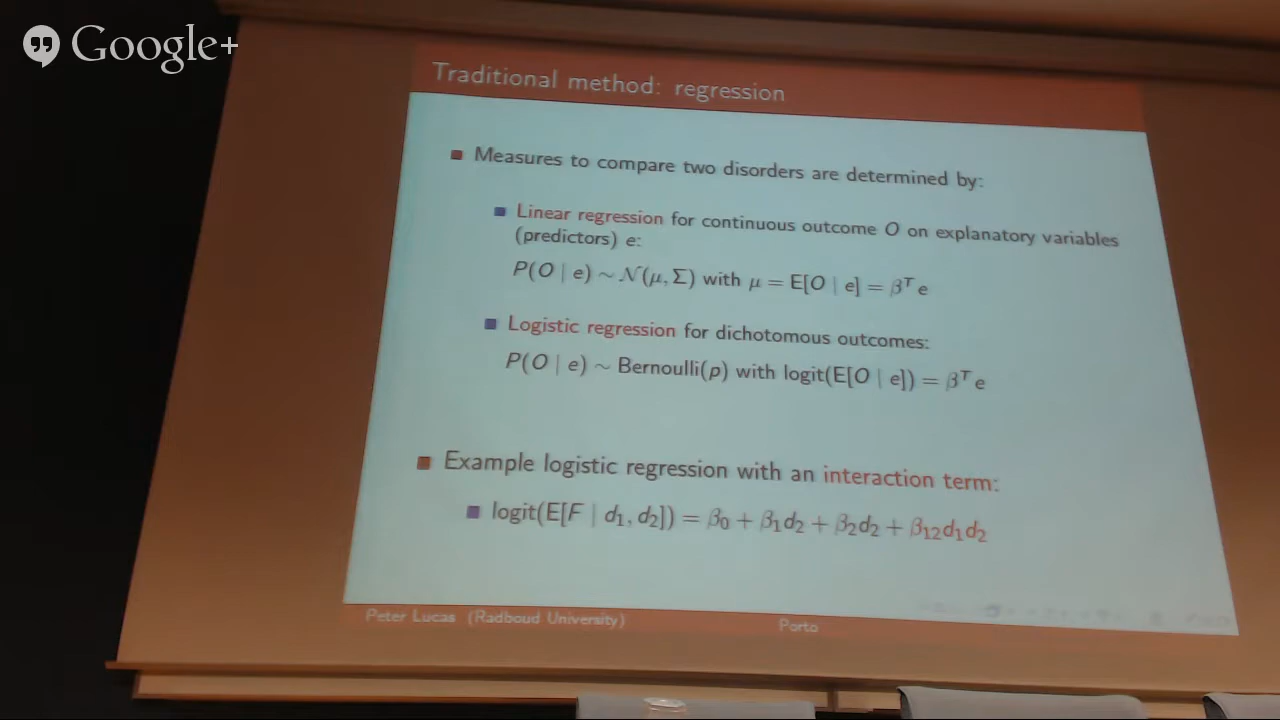 Google+
Traditional method: regression
Measures to compare two disorders are determined by:
Linear regression for continuous outcome O on explanatory variables
(predictors) e:
P(O | e) ∼ N(μ, Σ) with μ = E[O | e] = βᵀe
Logistic regression for dichotomous outcomes:
P(O | e) ∼ Bernoulli(p) with logit(E[O | e]) = βᵀe
Example logistic regression with an interaction term:
logit(E[F | d₁, d₂]) = β₀ + β₁d₂ + β₂d₂ + β₁₂d₁d₂
Peter Lucas (Radboud University)
Porto